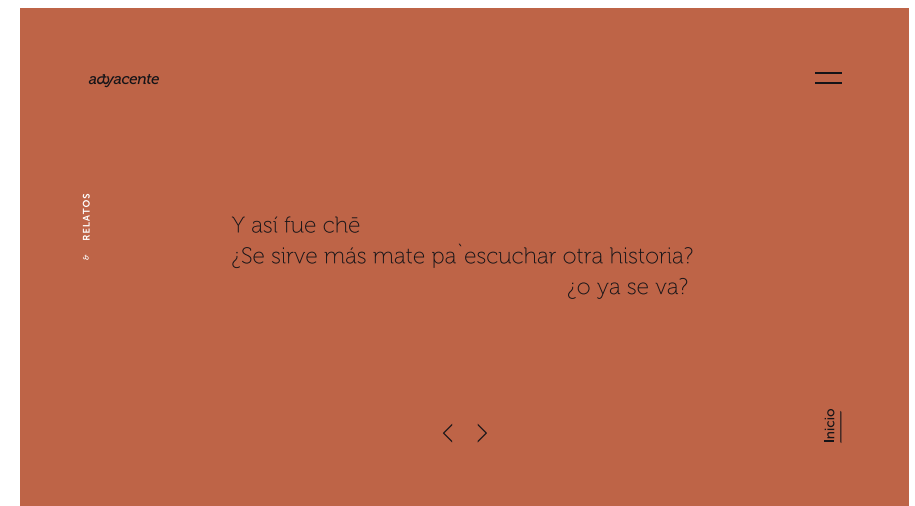 adyacente
& RELATOS
Y así fue chē
¿Se sirve más mate pa`escuchar otra historia?
¿o ya se va?
Inicio